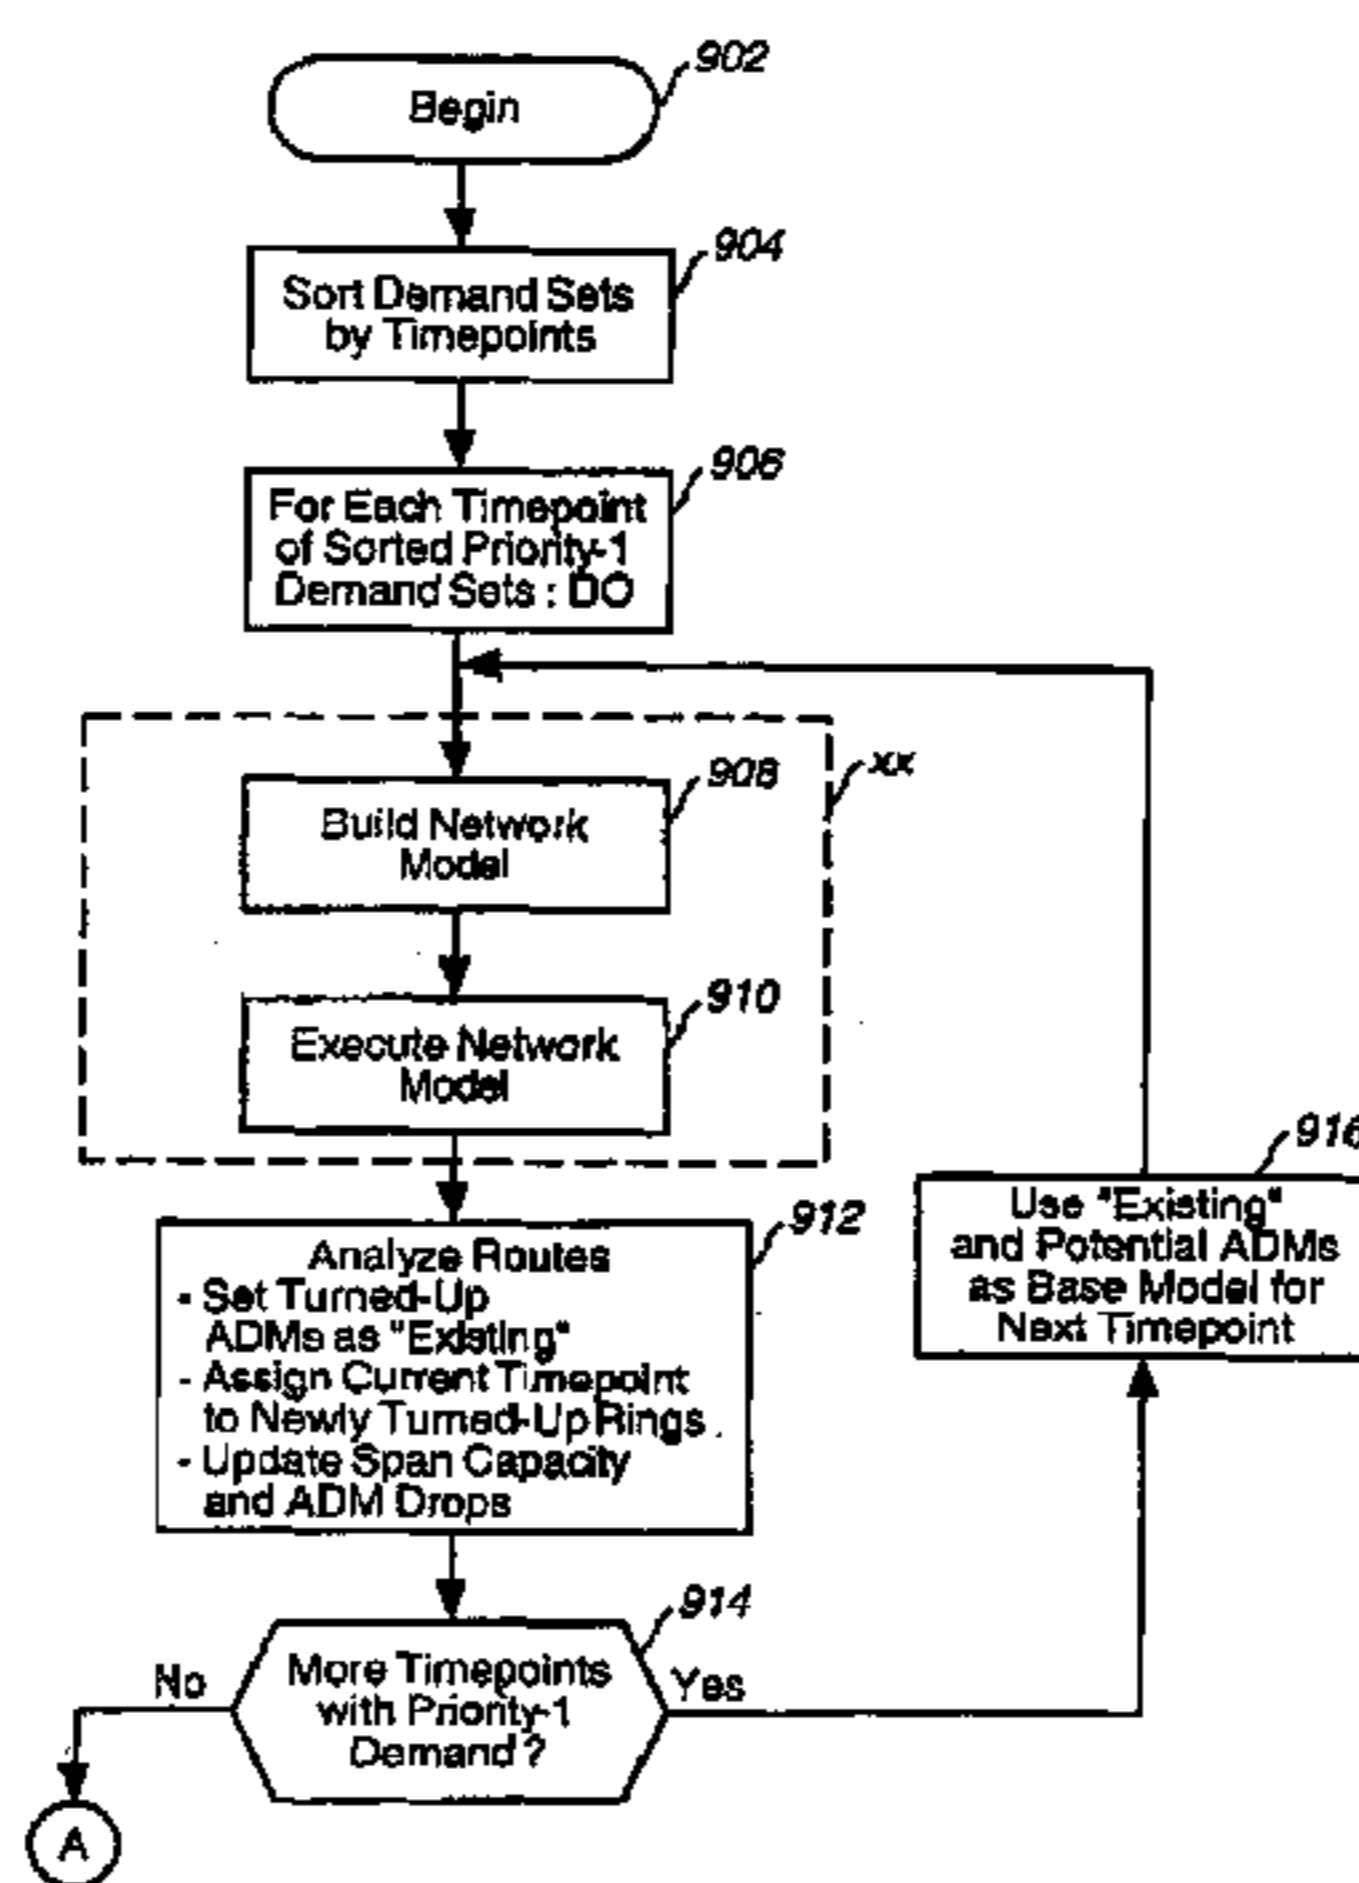 902
Begin
904
Sort Demand Sets
by Timepoints
906
For Each Timepoint
of Sorted Priority-1
Demand Sets : DO
xx
908
Build Network
Model
910
Execute Network
Model
916
Use "Existing"
and Potential ADMs
as Base Model for
Next Timepoint
912
Analyze Routes
- Set Turned-Up
ADMs as "Existing"
- Assign Current Timepoint
to Newly Turned-Up Rings
- Update Span Capacity
and ADM Drops
914
More Timepoints
with Priority-1
Demand ?
No
Yes
A